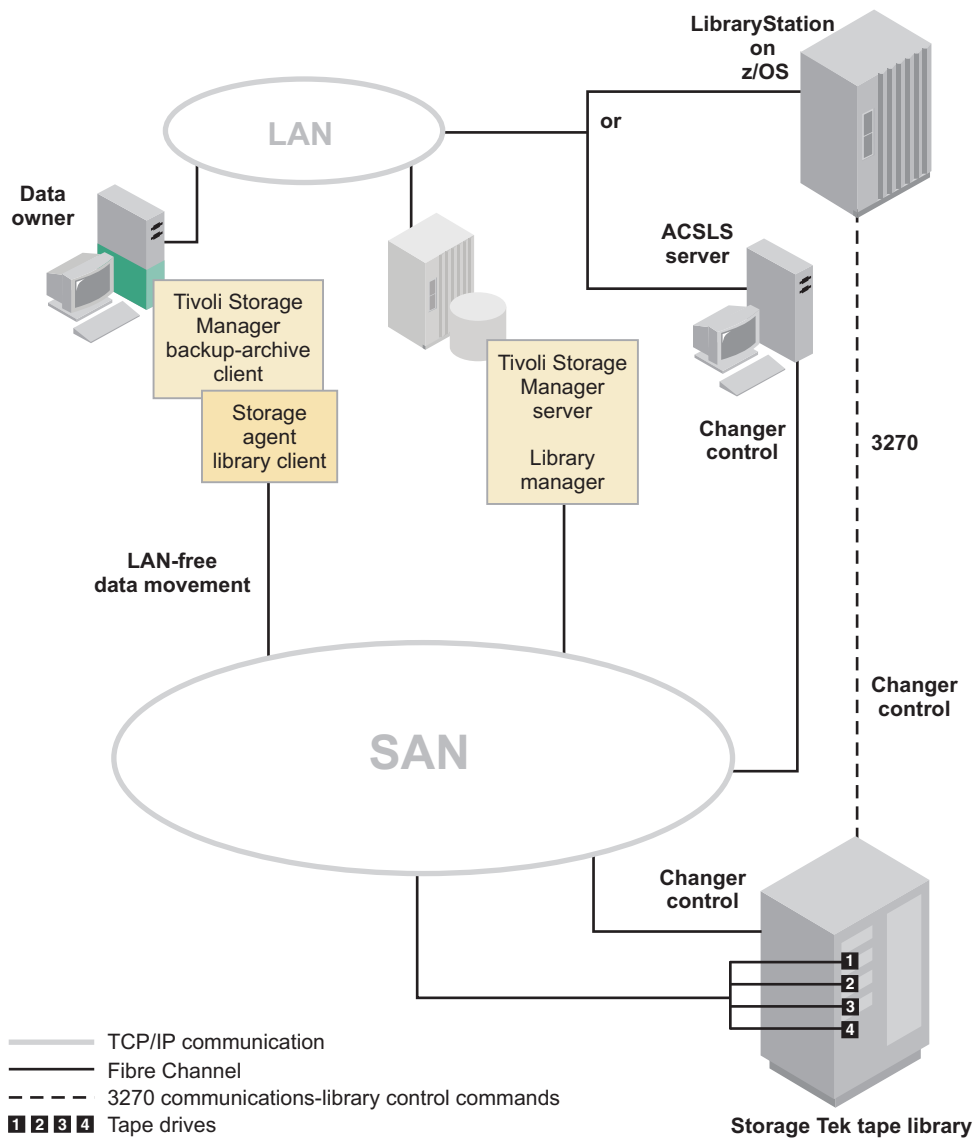 LibraryStation
on
z/OS
LAN
or
Data
owner
ACSLS
server
Tivoli Storage
Manager
backup-archive
client
Storage
agent
library client
Tivoli Storage
Manager
server
Library
manager
Changer
control
3270
LAN-free
data movement
Changer
control
SAN
Changer
control
1
2
3
4
TCP/IP communication
Fibre Channel
3270 communications-library control commands
1 2 3 4 Tape drives
Storage Tek tape library